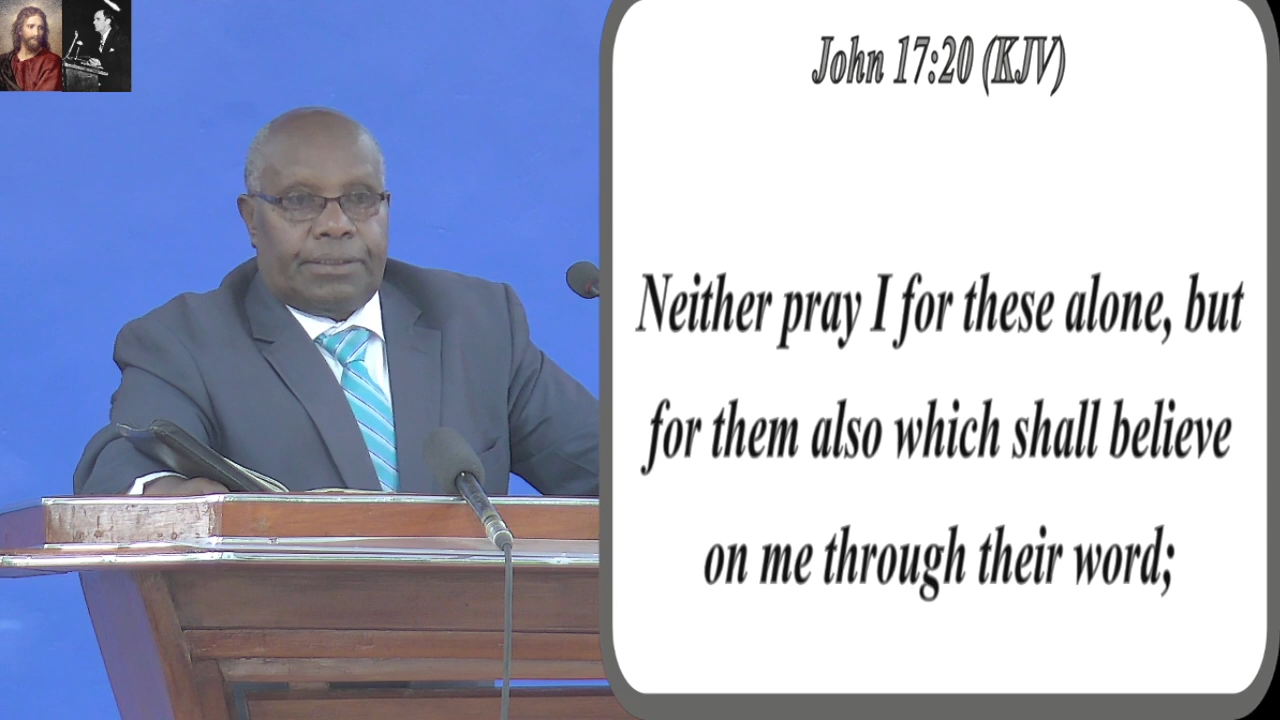 John 17:20 (KJV)
Neither pray I for these alone, but
for them also which shall believe
on me through their word;